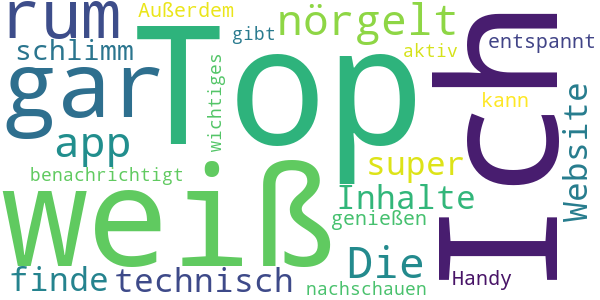 rum
Außerdem
nörgelt
Top
Ich
schlimm
gibt
aktiv
entspannt
gar
wichtiges
kann
Website
app
super
benachrichtigt
weiß
Inhalte
genießen
Die
finde
technisch
Handy
nachschauen